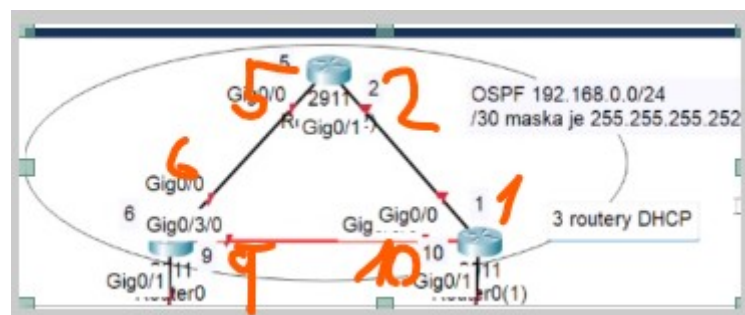 5
5
Gig0/0
2911
2
2
Gig0/1
OSPF 192.168.0.0/24
/30 maska je 255.255.255.252
6
Gig0/0
6
Gig0/3/0
Gig
Gig0/0
1
1
3 routery DHCP
9
9
10
10
Gig0/1
Gig0/1
Router0(1)